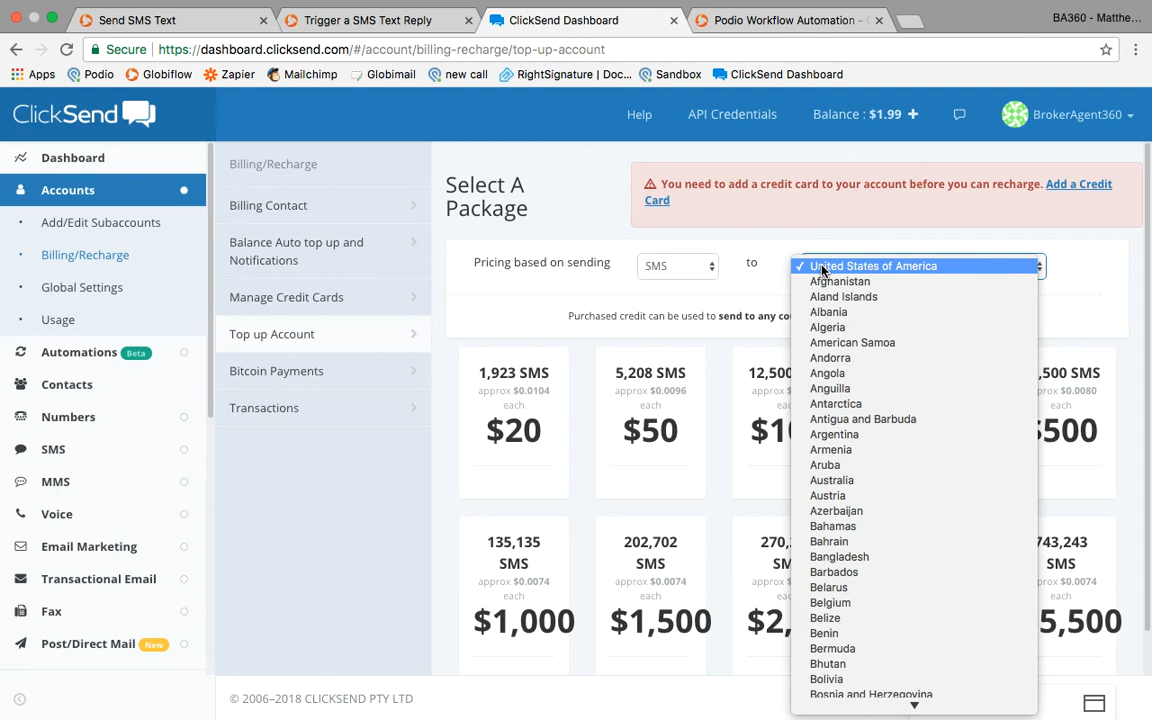 Send SMS Text
Trigger a SMS Text Reply
ClickSend Dashboard
Podio Workflow Automation - G
BA360 - Matthe...
Secure
https://dashboard.clicksend.com/#/account/billing-recharge/top-up-account
Apps
Podio
Globiflow
Zapier
Mailchimp
Globimail
new call
RightSignature | Doc...
Sandbox
ClickSend Dashboard
ClickSend
Help
API Credentials
Balance : $1.99 +
BrokerAgent360
Dashboard
Accounts
Add/Edit Subaccounts
Billing/Recharge
Global Settings
Usage
Automations Beta
Contacts
Numbers
SMS
MMS
Voice
Email Marketing
Transactional Email
Fax
Post/Direct Mail New
Billing/Recharge
Billing Contact
Balance Auto top up and
Notifications
Manage Credit Cards
Top up Account
Bitcoin Payments
Transactions
Select A
Package
You need to add a credit card to your account before you can recharge. Add a Credit
Card
Pricing based on sending
SMS
to
Purchased credit can be used to send to any cou
1,923 SMS
approx $0.0104
each
$20
5,208 SMS
approx $0.0096
each
$50
12,500
approx
$10
,500 SMS
approx $0.0080
each
$500
135,135
SMS
approx $0.0074
each
$1,000
202,702
SMS
approx $0.0074
each
$1,500
270,
SMS
approx
$2,
743,243
SMS
approx $0.0074
each
5,500
✓ United States of America
Afghanistan
Aland Islands
Albania
Algeria
American Samoa
Andorra
Angola
Anguilla
Antarctica
Antigua and Barbuda
Argentina
Armenia
Aruba
Australia
Austria
Azerbaijan
Bahamas
Bahrain
Bangladesh
Barbados
Belarus
Belgium
Belize
Benin
Bermuda
Bhutan
Bolivia
Bosnia and Herzegovina
© 2006–2018 CLICKSEND PTY LTD